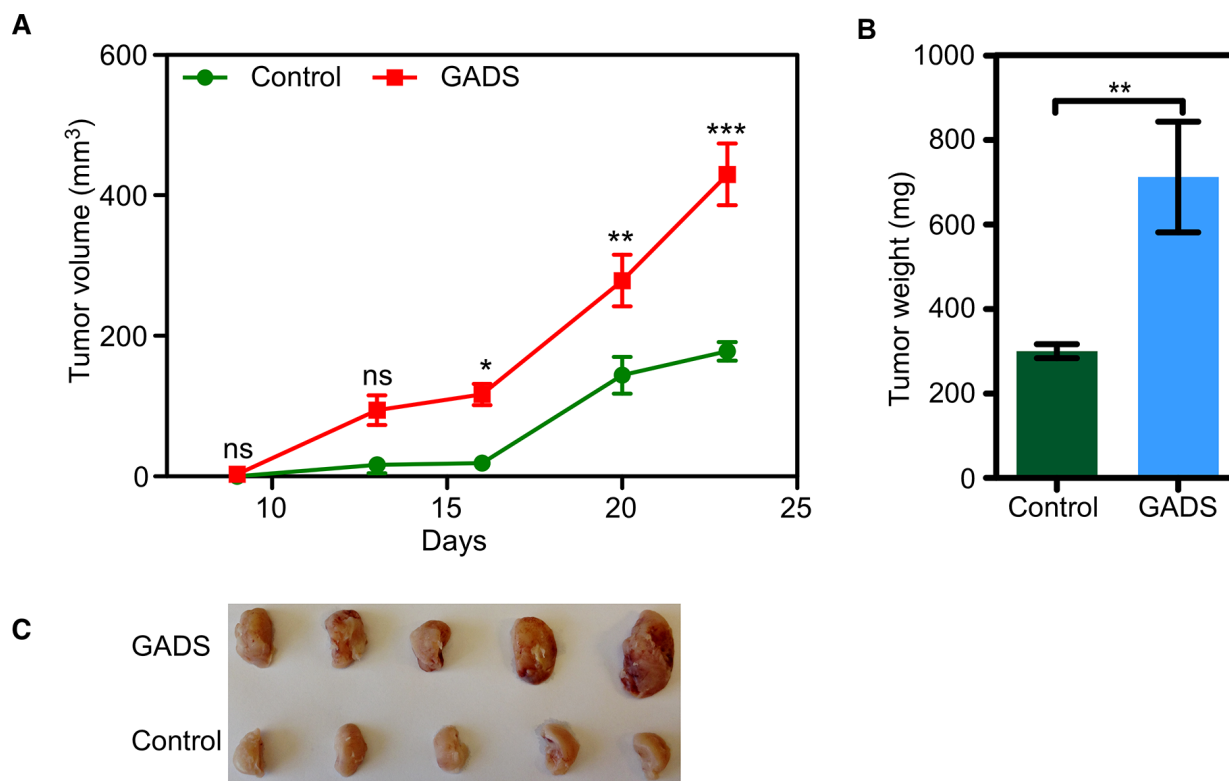 A
600
400
200
0
Tumor volume (mm³)
Control
GADS
ns
ns
*
**
***
10
15
20
25
Days
B
1000
800
600
400
200
0
Tumor weight (mg)
**
Control
GADS
C
GADS
Control